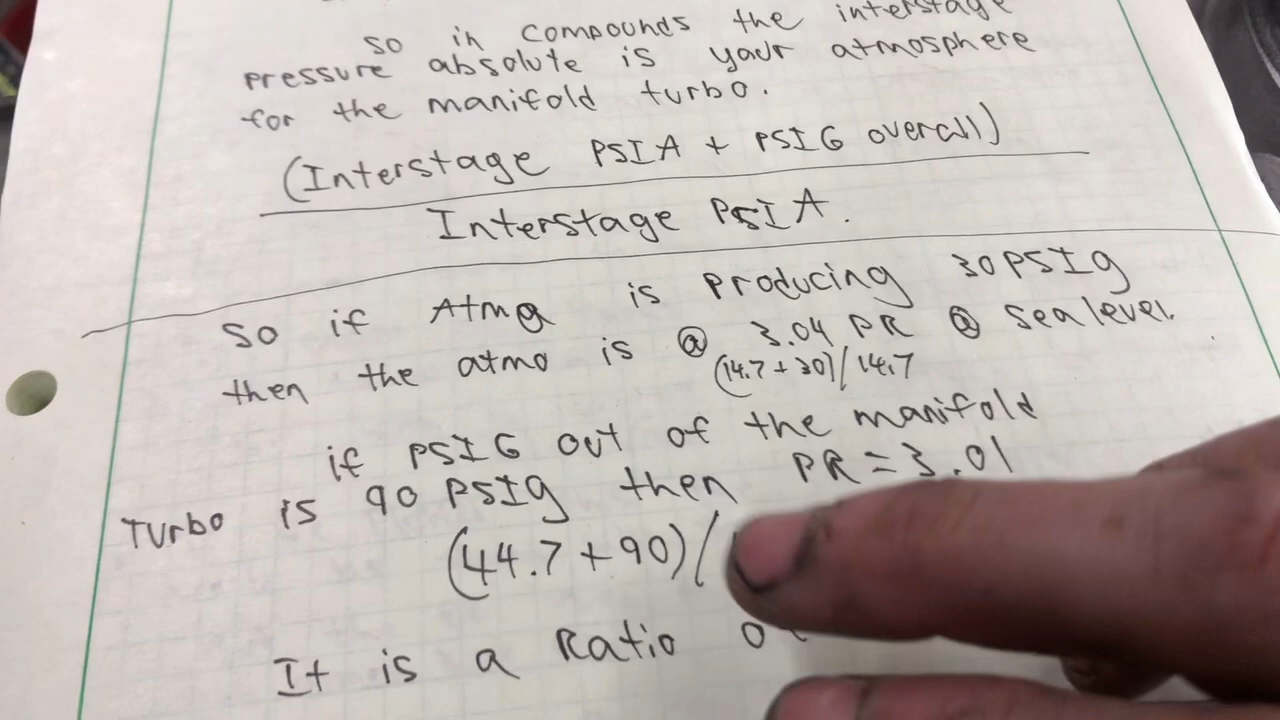 so in compounds the interstage
pressure absolute is your atmosphere
for the manifold turbo.
(Interstage PSIA + PSIG overall)
Interstage PSIA.
So if Atmo is producing 30 PSIg
then the atmo is @ 3.04 PR @ sea level.
(14.7+30)/14.7
if PSIG out of the manifold
Turbo is 90 PSIg then PR = 3.01
(44.7+90)/
It is a Ratio